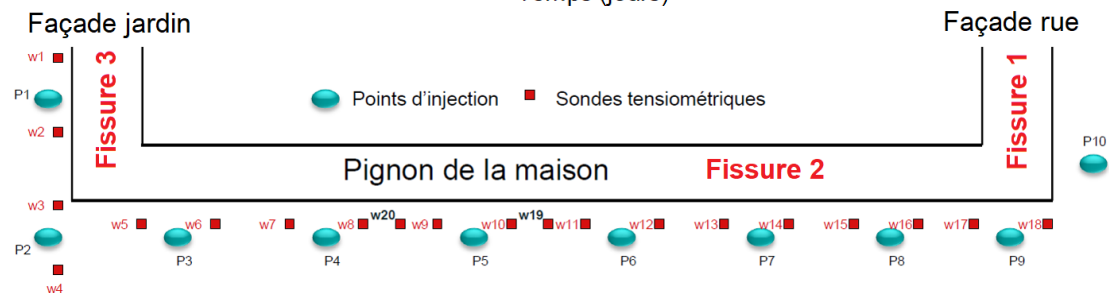 Temps (jours)
Façade jardin
Façade rue
w1
Fissure 3
Fissure 1
P1
Points d'injection
Sondes tensiométriques
w2
P10
Pignon de la maison
Fissure 2
w3
w5 w6 w7 w8 w20 w9 w10 w19 w11 w12 w13 w14 w15 w16 w17 w18
P2
P3 P4 P5 P6 P7 P8 P9
w4